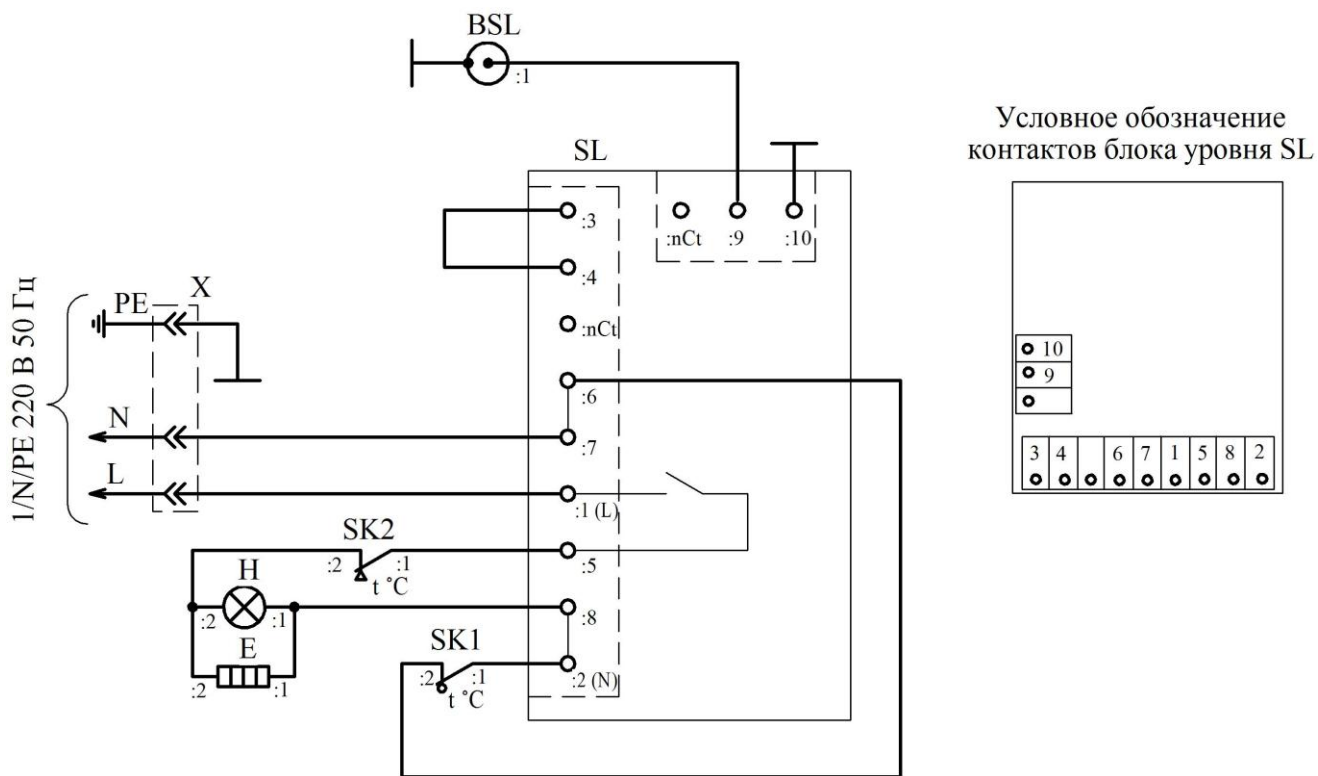 BSL
:1
Условное обозначение
контактов блока уровня SL
SL
:3
:nCt
:9
:10
:4
1/N/PE 220 В 50 Гц
PE
X
:nCt
:6
N
:7
L
:1 (L)
SK2
:2
:1
t °C
:5
H
:2
:1
:8
E
:2
:1
SK1
:2
:1
t °C
:2 (N)
10
9
3 4 6 7 1 5 8 2